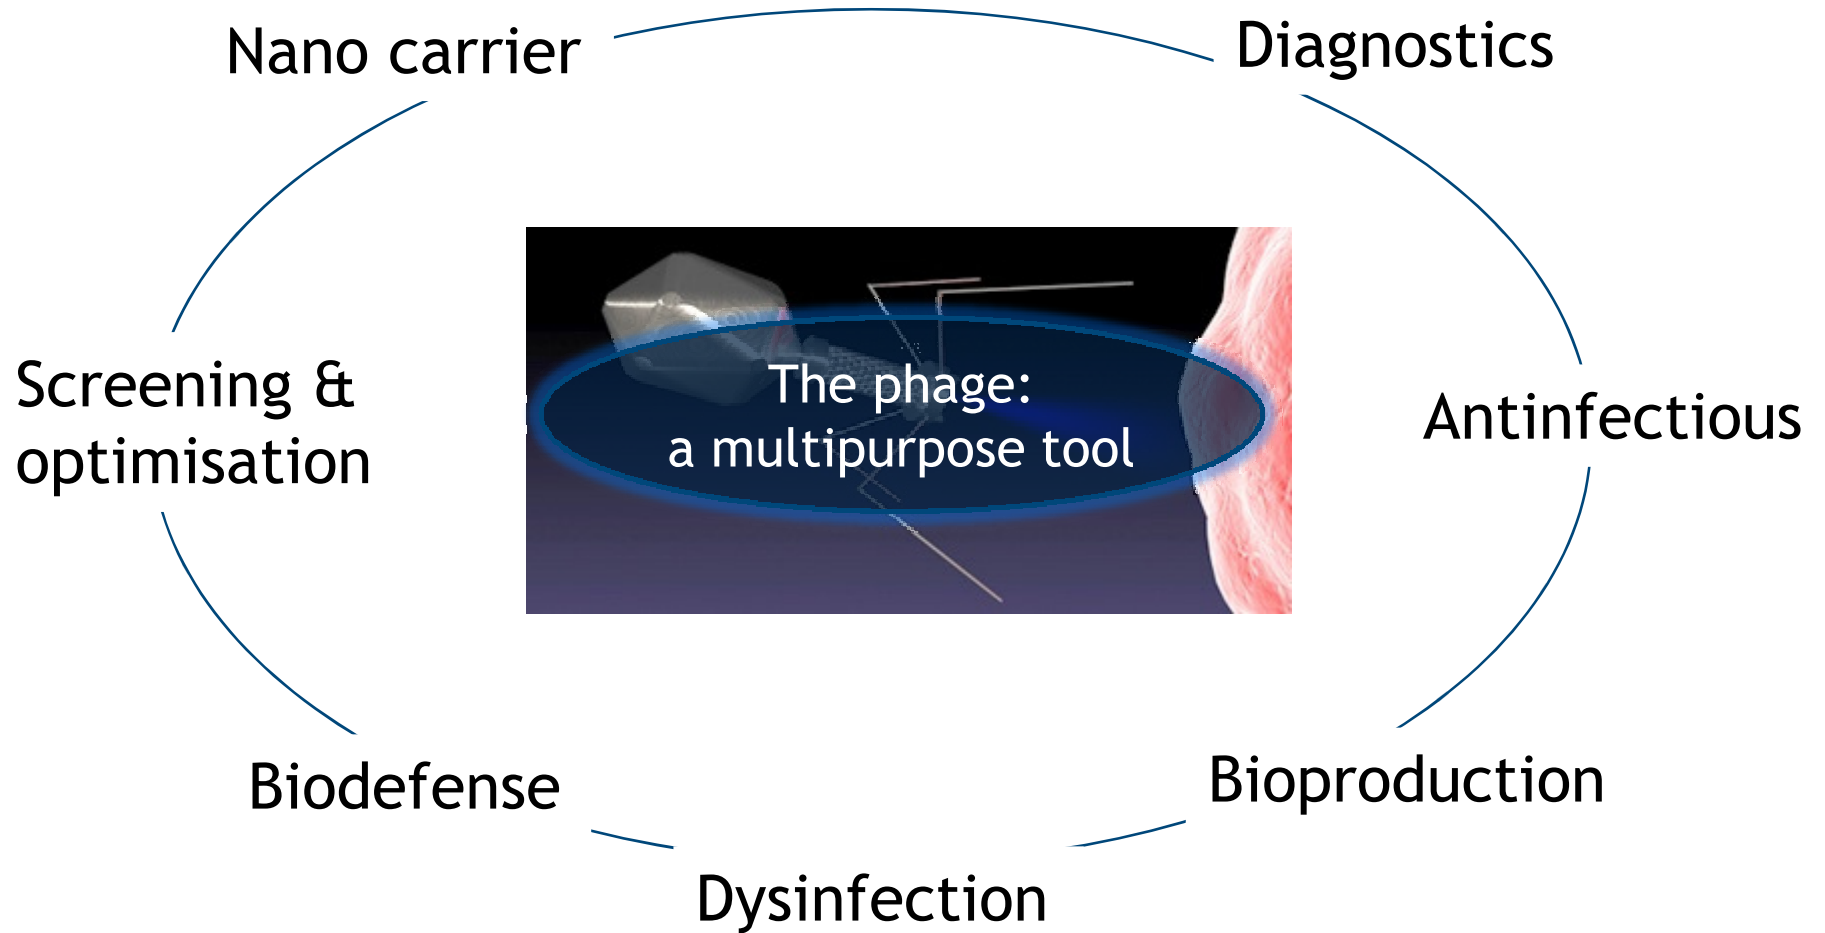 Nano carrier
Diagnostics
Screening &
optimisation
The phage:
a multipurpose tool
Antinfectious
Biodefense
Bioproduction
Dysinfection